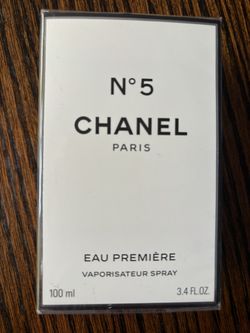 N°5
CHANEL
PARIS
EAU PREMIÈRE
VAPORISATEUR SPRAY
100 ml 3.4 FL.OZ.